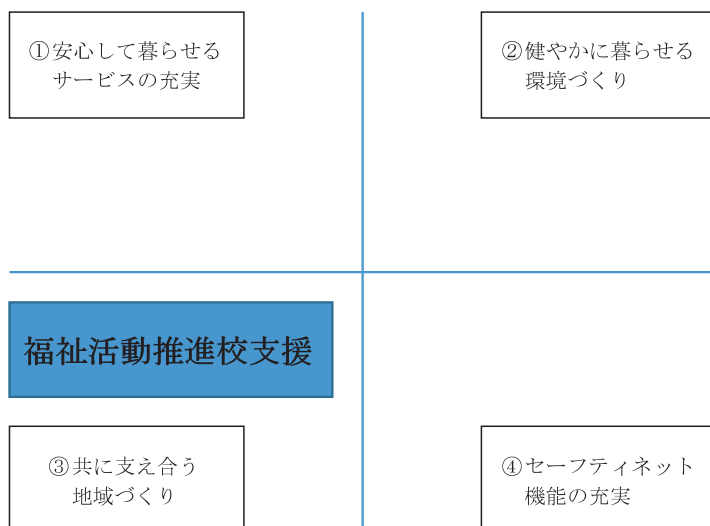 ①安心して暮らせる
サービスの充実
②健やかに暮らせる
環境づくり
福祉活動推進校支援
③共に支え合う
地域づくり
④セーフティネット
機能の充実